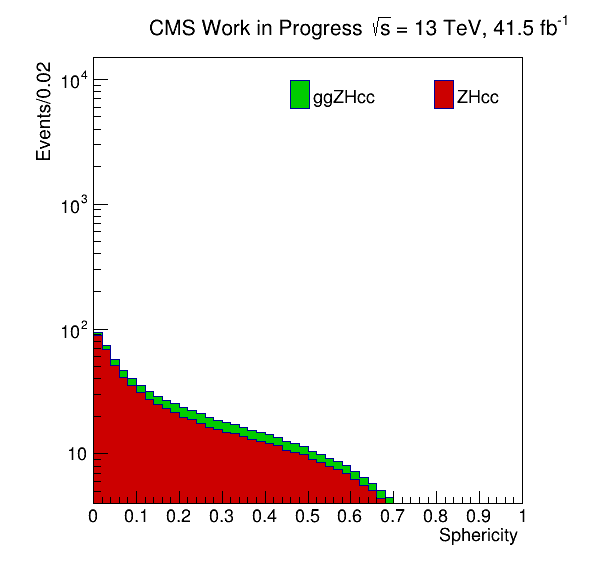 CMS Work in Progress √s = 13 TeV, 41.5 fb⁻¹
Events/0.02
ggZHcc
ZHcc
10⁴
10³
10²
10
0 0.1 0.2 0.3 0.4 0.5 0.6 0.7 0.8 0.9 1
Sphericity